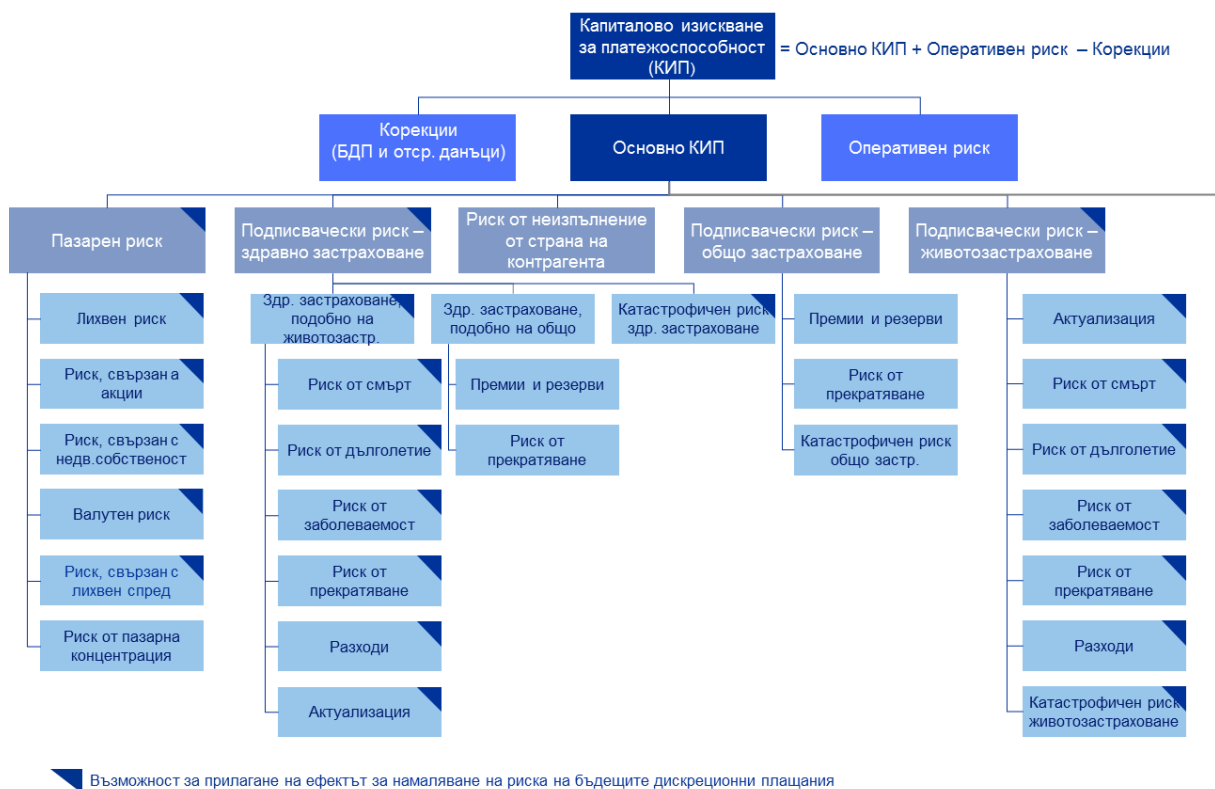 Капиталово изискване
за платежоспособност
(КИП)
= Основно КИП + Оперативен риск – Корекции
Корекции
(БДП и отср. данъци)
Основно КИП
Оперативен риск
Пазарен риск
Подписвачески риск –
здравно застраховане
Риск от неизпълнение
от страна на
контрагента
Подписвачески риск –
общо застраховане
Подписвачески риск –
животозастраховане
Лихвен риск
Риск, свързан а
акции
Риск, свързан с
недв.собственост
Валутен риск
Риск, свързан с
лихвен спред
Риск от пазарна
концентрация
Здр. застраховане,
подобно на
животозастр.
Риск от смърт
Риск от дълголетие
Риск от
заболеваемост
Риск от
прекратяване
Разходи
Актуализация
Здр. застраховане,
подобно на общо
Премии и резерви
Риск от
прекратяване
Катастрофичен риск
здр. застраховане
Премии и резерви
Риск от
прекратяване
Катастрофичен риск
общо застр.
Актуализация
Риск от смърт
Риск от дълголетие
Риск от
заболеваемост
Риск от
прекратяване
Разходи
Катастрофичен риск
животозастраховане
Възможност за прилагане на ефектът за намаляване на риска на бъдещите дискреционни плащания